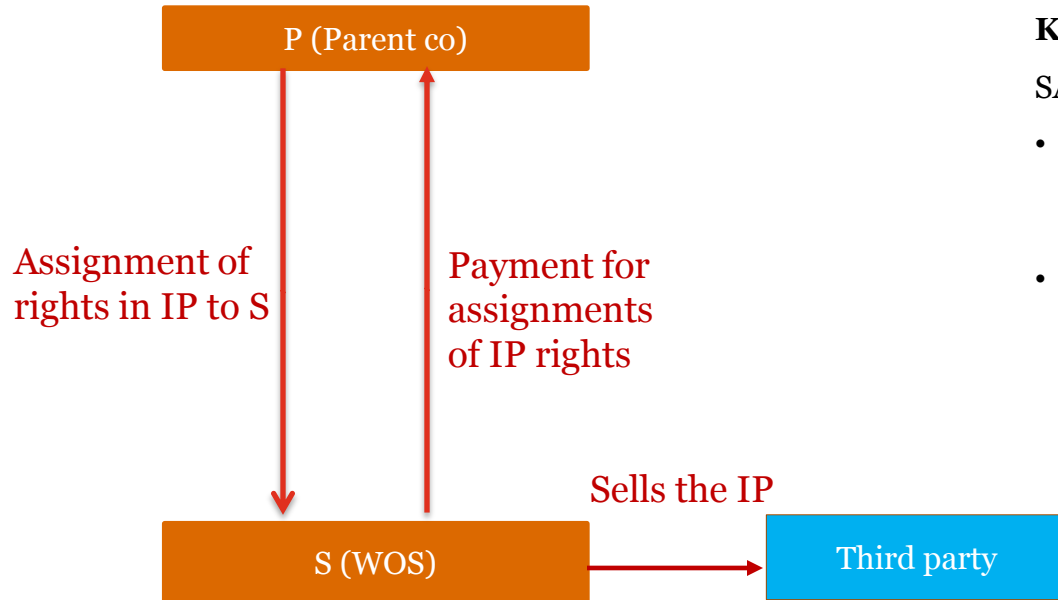 P (Parent co)
K
SA
•
•
Assignment of
rights in IP to S
Payment for
assignments
of IP rights
Sells the IP
S (WOS)
Third party